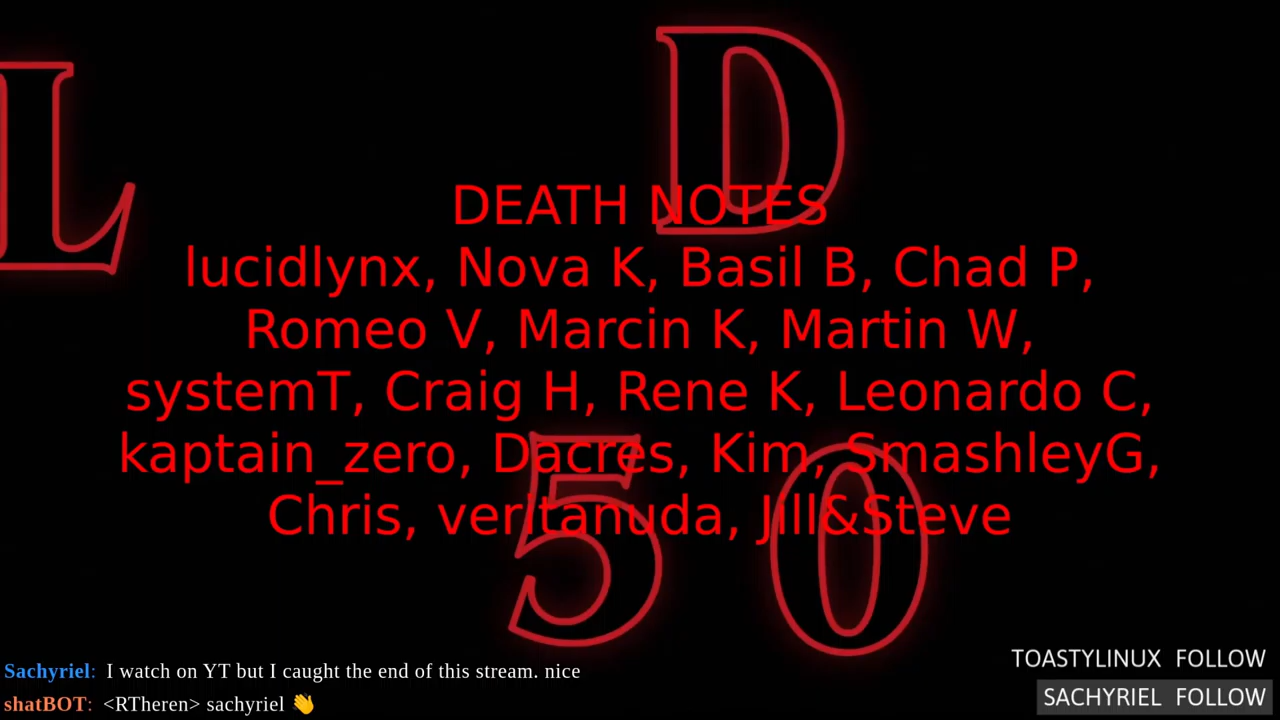 L D
DEATH NOTES
lucidlynx, Nova K, Basil B, Chad P,
Romeo V, Marcin K, Martin W,
systemT, Craig H, Rene K, Leonardo C,
kaptain_zero, Dacres, Kim, SmashleyG,
Chris, veritanuda, Jill&Steve
5 0
Sachyriel: I watch on YT but I caught the end of this stream. nice
shatBOT: <RTheren> sachyriel 👋
TOASTYLINUX FOLLOW
SACHYRIEL FOLLOW